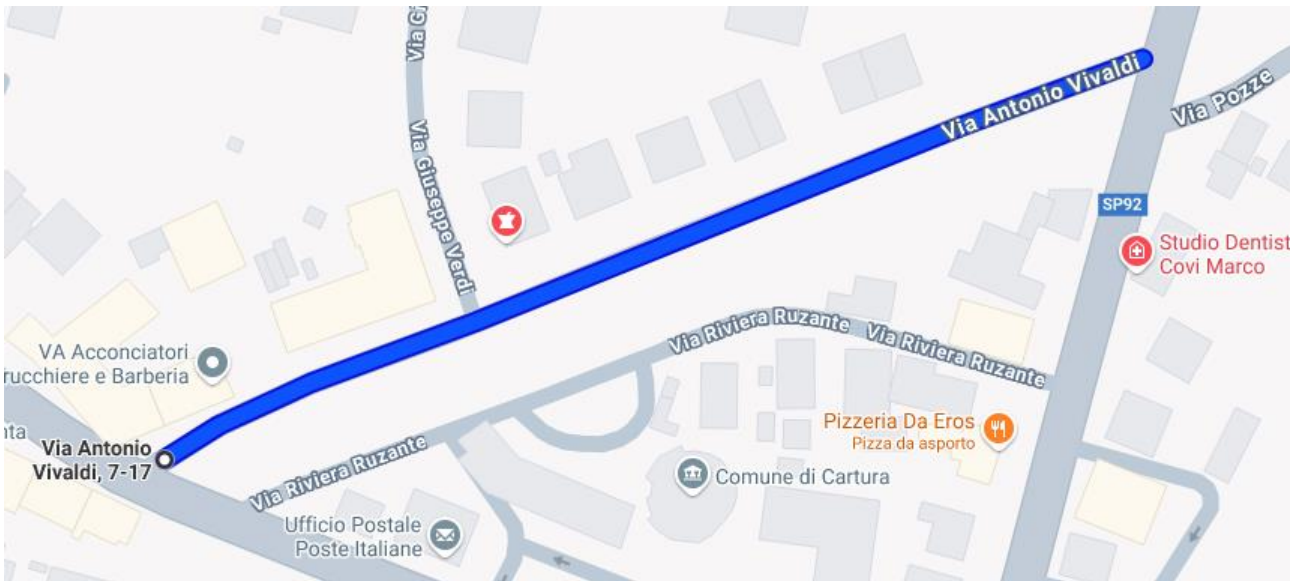 Via Gi
Via Antonio Vivaldi
Via Pozze
Via Giuseppe Verdi
SP92
Studio Dentist
Covi Marco
Via Riviera Ruzante
Via Riviera Ruzante
VA Acconciatori
rucchiere e Barberia
Pizzeria Da Eros
Pizza da asporto
nta
Via Antonio
Vivaldi, 7-17
Via Riviera Ruzante
Comune di Cartura
Ufficio Postale
Poste Italiane